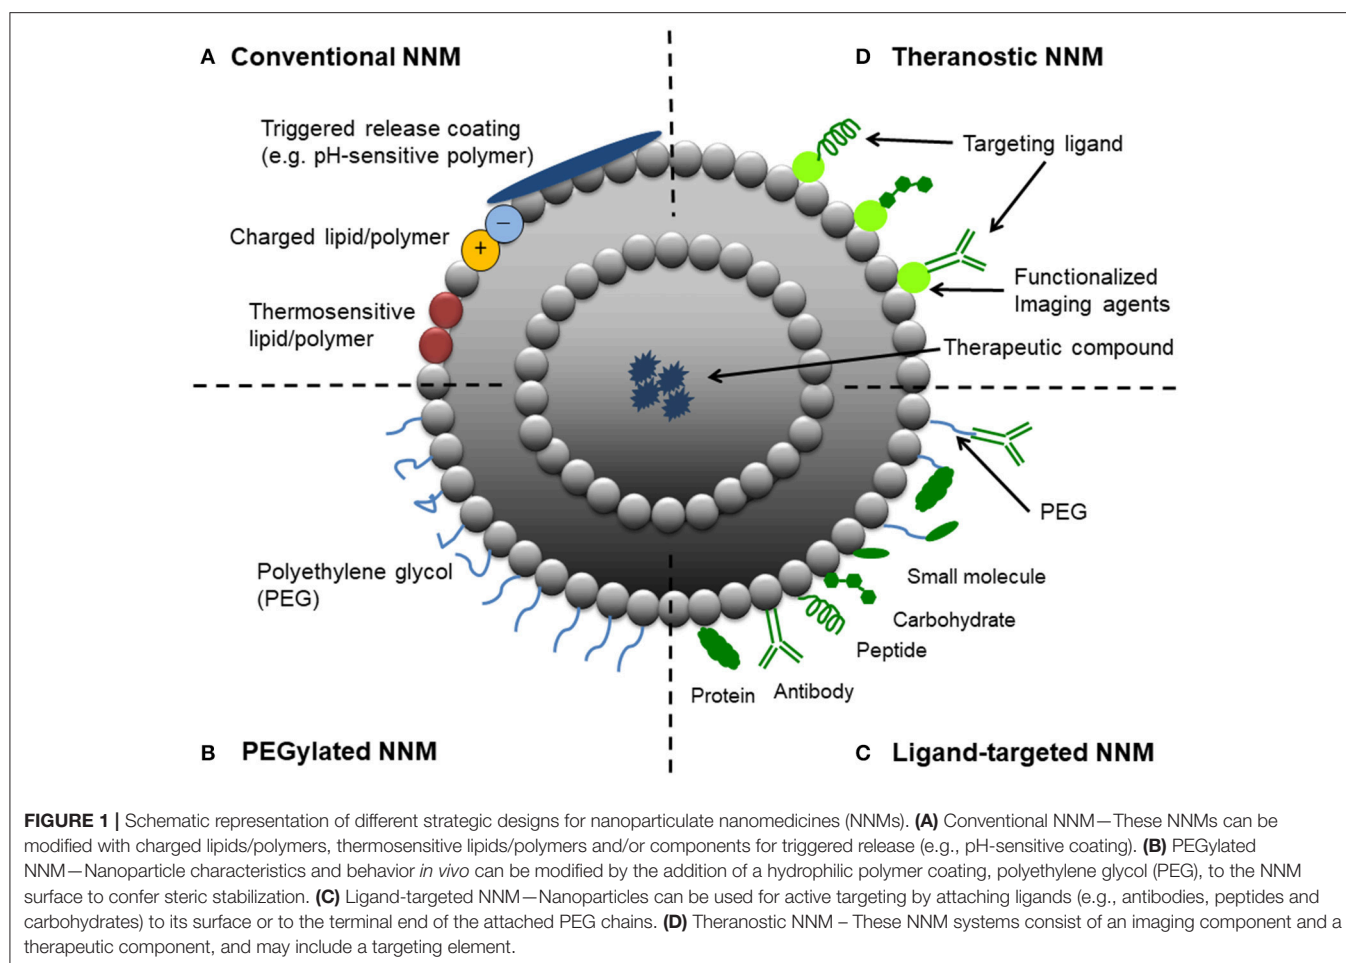 A Conventional NNM
D Theranostic NNM
Triggered release coating
(e.g. pH-sensitive polymer)
Targeting ligand
−
Charged lipid/polymer
+
Functionalized
Imaging agents
Thermosensitive
lipid/polymer
Therapeutic compound
PEG
Polyethylene glycol
(PEG)
Small molecule
Carbohydrate
Peptide
Protein
Antibody
B PEGylated NNM
C Ligand-targeted NNM
FIGURE 1 | Schematic representation of different strategic designs for nanoparticulate nanomedicines (NNMs). (A) Conventional NNM—These NNMs can be
modified with charged lipids/polymers, thermosensitive lipids/polymers and/or components for triggered release (e.g., pH-sensitive coating). (B) PEGylated
NNM—Nanoparticle characteristics and behavior in vivo can be modified by the addition of a hydrophilic polymer coating, polyethylene glycol (PEG), to the NNM
surface to confer steric stabilization. (C) Ligand-targeted NNM—Nanoparticles can be used for active targeting by attaching ligands (e.g., antibodies, peptides and
carbohydrates) to its surface or to the terminal end of the attached PEG chains. (D) Theranostic NNM – These NNM systems consist of an imaging component and a
therapeutic component, and may include a targeting element.